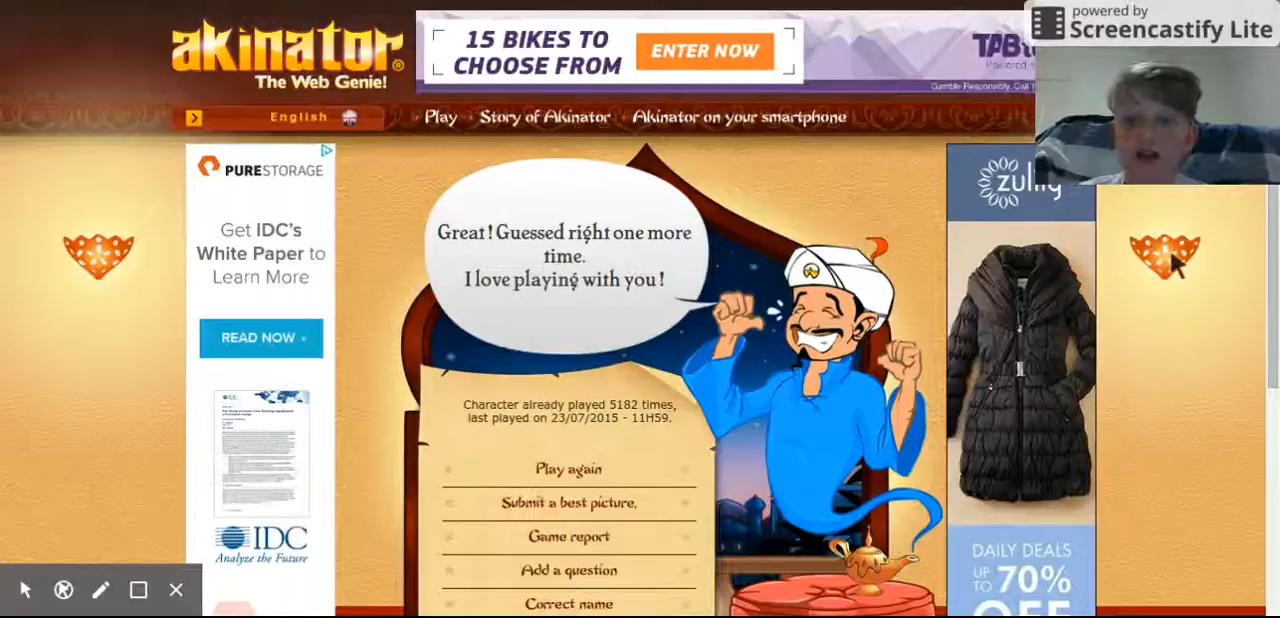 powered by
Screencastify Lite
akinator®
The Web Genie!
15 BIKES TO
CHOOSE FROM
ENTER NOW
English
Play
Story of Akinator
Akinator on your smartphone
PURESTORAGE
Get IDC's
White Paper to
Learn More
READ NOW ›
IDC
Analyze the Future
Great! Guessed right one more
time.
I love playing with you!
Character already played 5182 times,
last played on 23/07/2015 - 11H59.
Play again
Submit a best picture.
Game report
Add a question
Correct name
zulily
DAILY DEALS
UP TO 70%
OFF